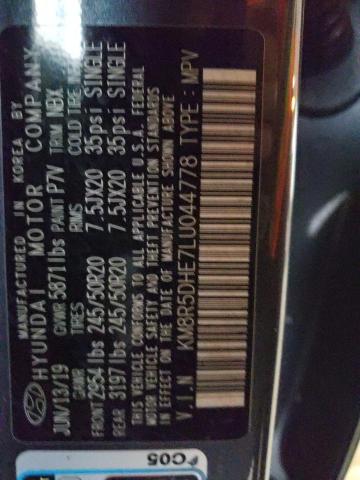 MANUFACTURED IN KOREA BY
HYUNDAI MOTOR COMPANY
JUN/13/19 GVWR 5871lbs PAINT P7V TRIM NBX
GAWR TIRES RIMS COLD TIRE
FRONT 2954 lbs 245/50R20 7.5JX20 35psi SINGLE
REAR 3197 lbs 245/50R20 7.5JX20 35psi SINGLE
THIS VEHICLE CONFORMS TO ALL APPLICABLE U.S.A. FEDERAL
MOTOR VEHICLE SAFETY AND THEFT PREVENTION STANDARDS
IN EFFECT ON THE DATE OF MANUFACTURE SHOWN ABOVE
V.I.N KM8R5DHE7LU044778 TYPE : MPV
C05